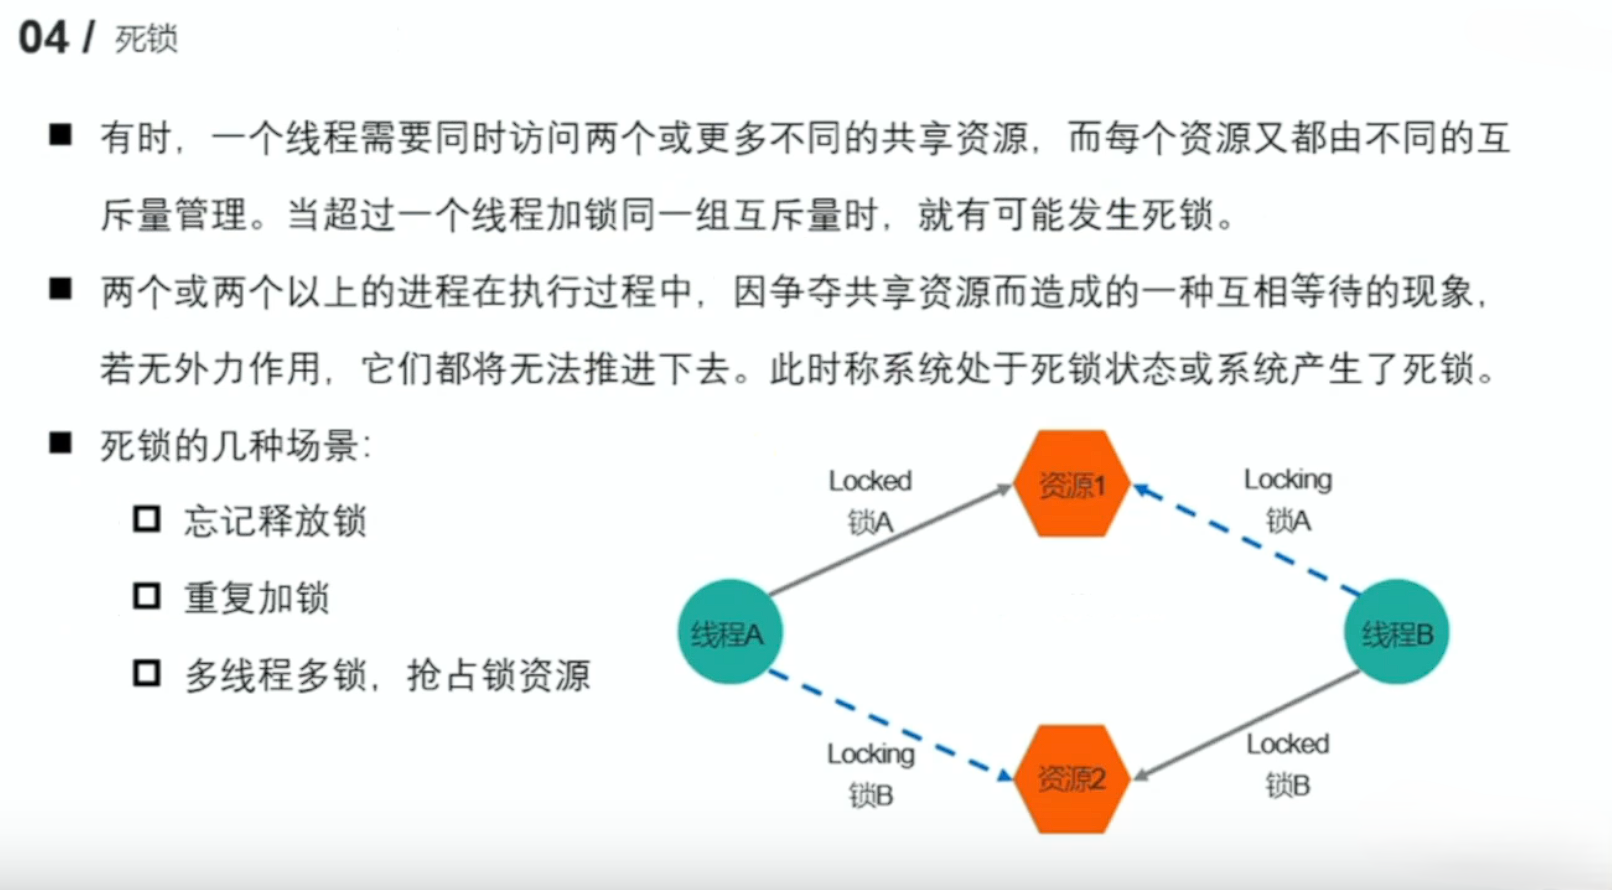 04 / 死锁
有时，一个线程需要同时访问两个或更多不同的共享资源，而每个资源又都由不同的互
斥量管理。当超过一个线程加锁同一组互斥量时，就有可能发生死锁。
两个或两个以上的进程在执行过程中，因争夺共享资源而造成的一种互相等待的现象，
若无外力作用，它们都将无法推进下去。此时称系统处于死锁状态或系统产生了死锁。
死锁的几种场景：
忘记释放锁
重复加锁
多线程多锁，抢占锁资源
Locked
锁A
资源1
Locking
锁A
线程A
线程B
Locking
锁B
资源2
Locked
锁B